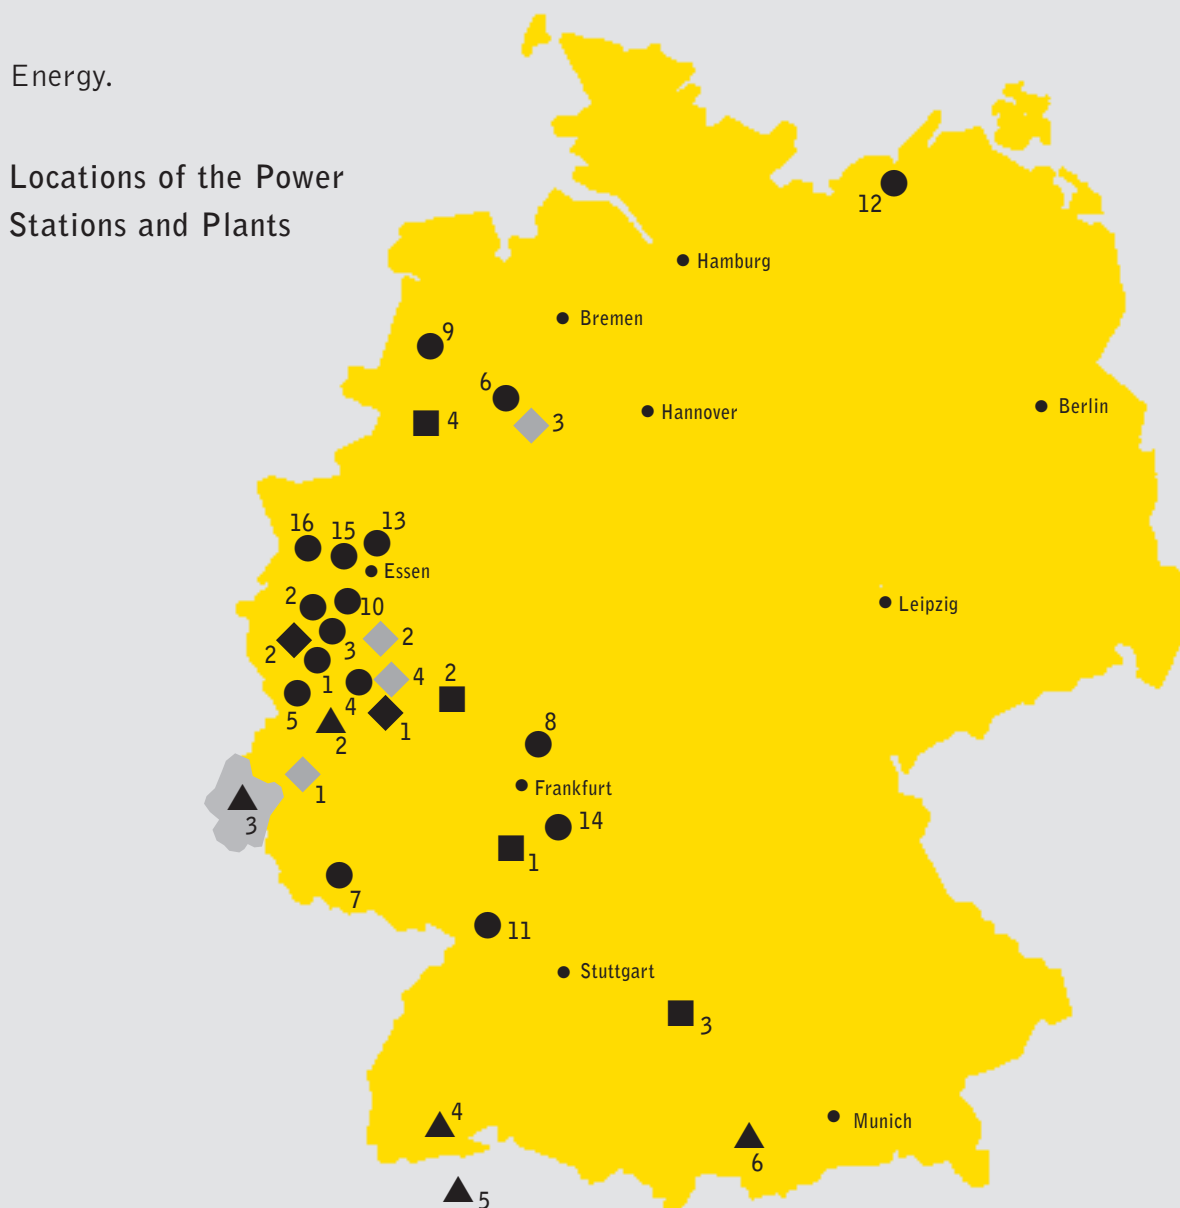 Energy.
Locations of the Power
Stations and Plants
12
Hamburg
Bremen
9
6
4
3
Hannover
Berlin
16
15
13
Essen
2
10
Leipzig
2
3
2
1
4
2
5
4
1
2
8
1
Frankfurt
3
14
1
7
11
Stuttgart
3
4
Munich
6
5